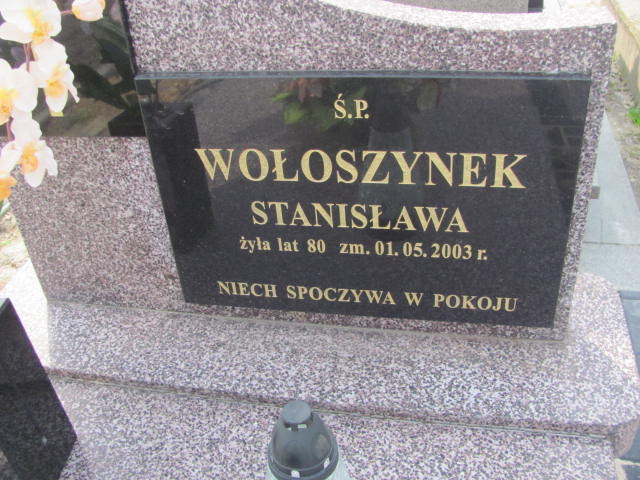 Ś.P.
WOŁOSZYNEK
STANISŁAWA
żyła lat 80 zm. 01.05.2003 r.
NIECH SPOCZYWA W POKOJU